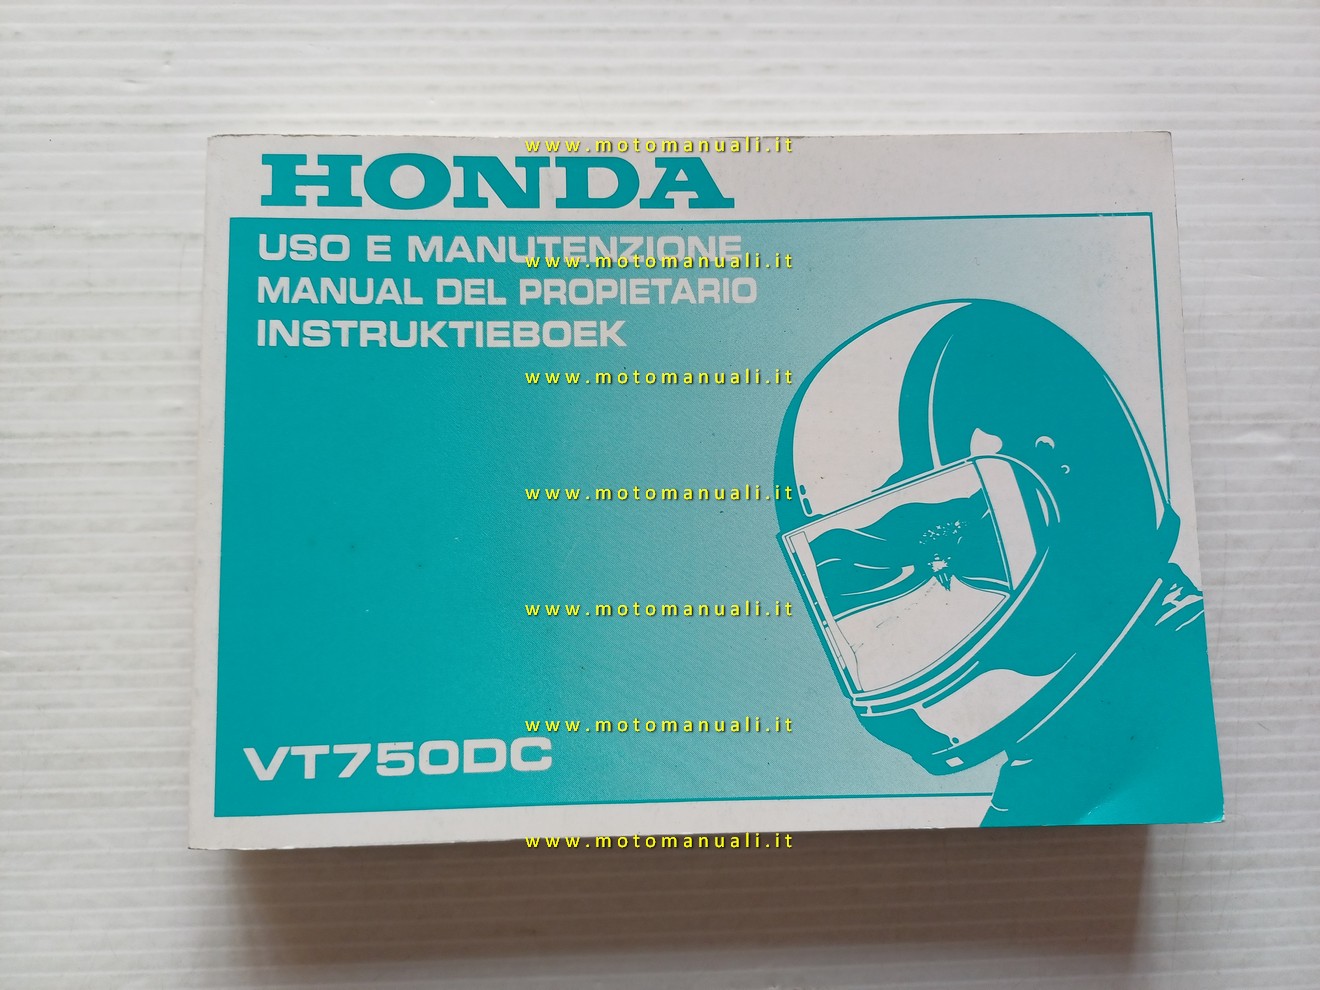 www.motomanuali.it
HONDA
USO E MANUTENZIONE
www.motomanuali.it
MANUAL DEL PROPIETARIO
INSTRUKTIEBOEK
www.motomanuali.it
www.motomanuali.it
www.motomanuali.it
www.motomanuali.it
VT750DC
www.motomanuali.it